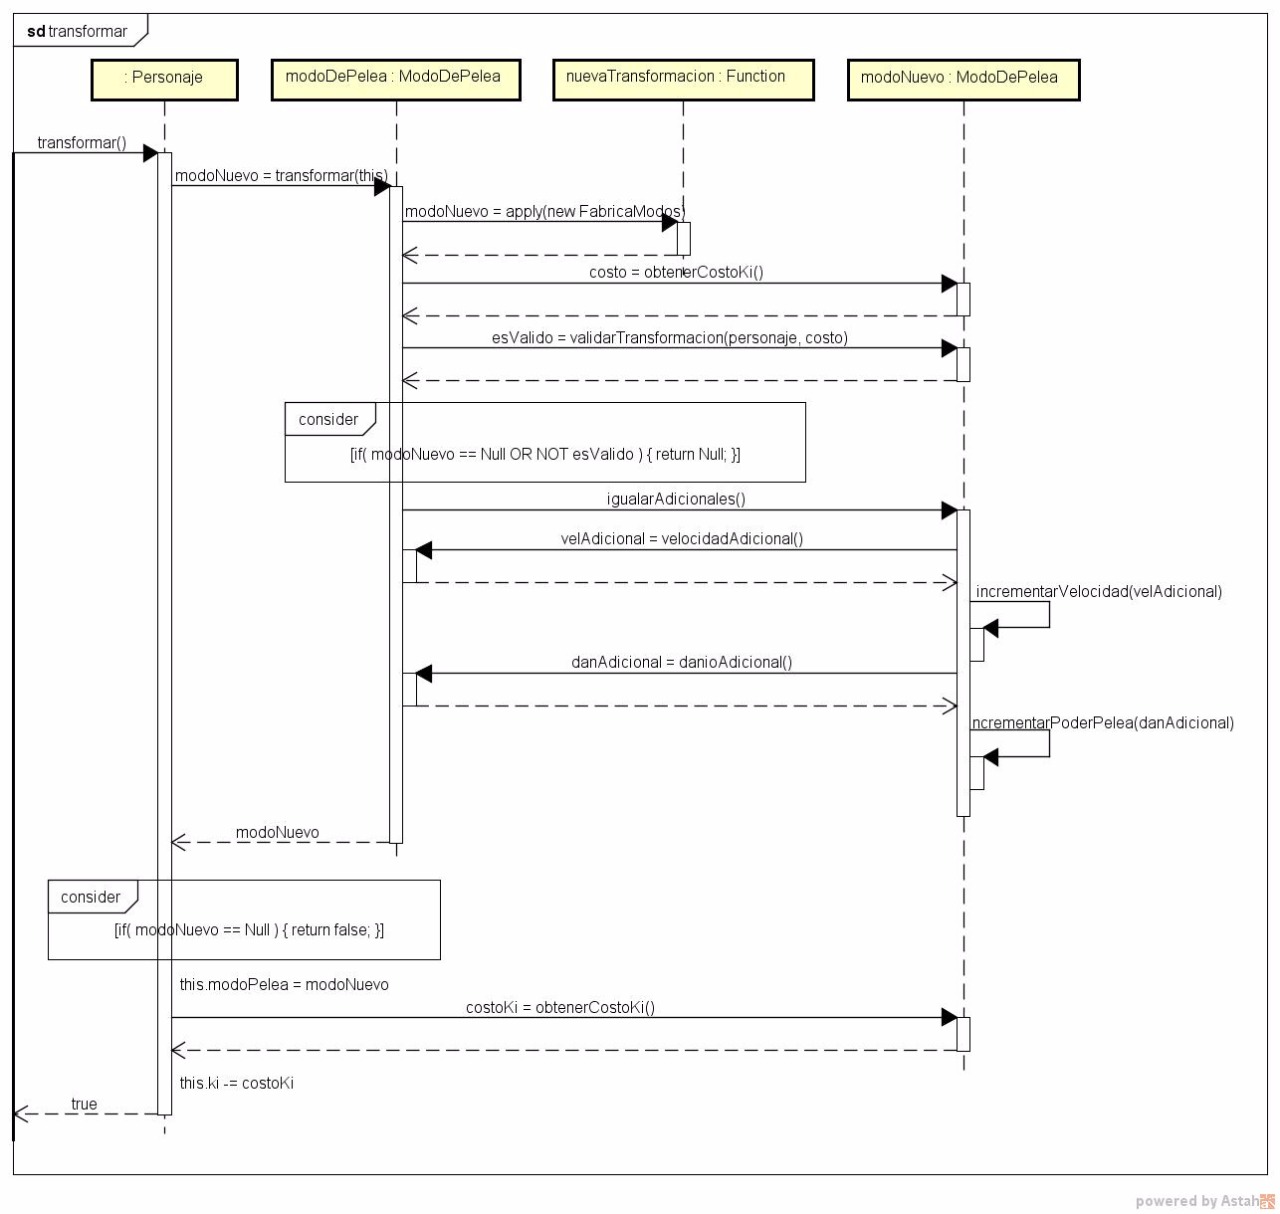 sd transformar
: Personaje
modoDePelea : ModoDePelea
nuevaTransformacion : Function
modoNuevo : ModoDePelea
transformar()
modoNuevo = transformar(this)
modoNuevo = apply(new FabricaModos)
costo = obtenerCostoKi()
esValido = validarTransformacion(personaje, costo)
consider
[if( modoNuevo == Null OR NOT esValido ) { return Null; }]
igualarAdicionales()
velAdicional = velocidadAdicional()
incrementarVelocidad(velAdicional)
danAdicional = danioAdicional()
ncrementarPoderPelea(danAdicional)
modoNuevo
consider
[if( modoNuevo == Null ) { return false; }]
this.modoPelea = modoNuevo
costoKi = obtenerCostoKi()
this.ki -= costoKi
true
powered by Astah